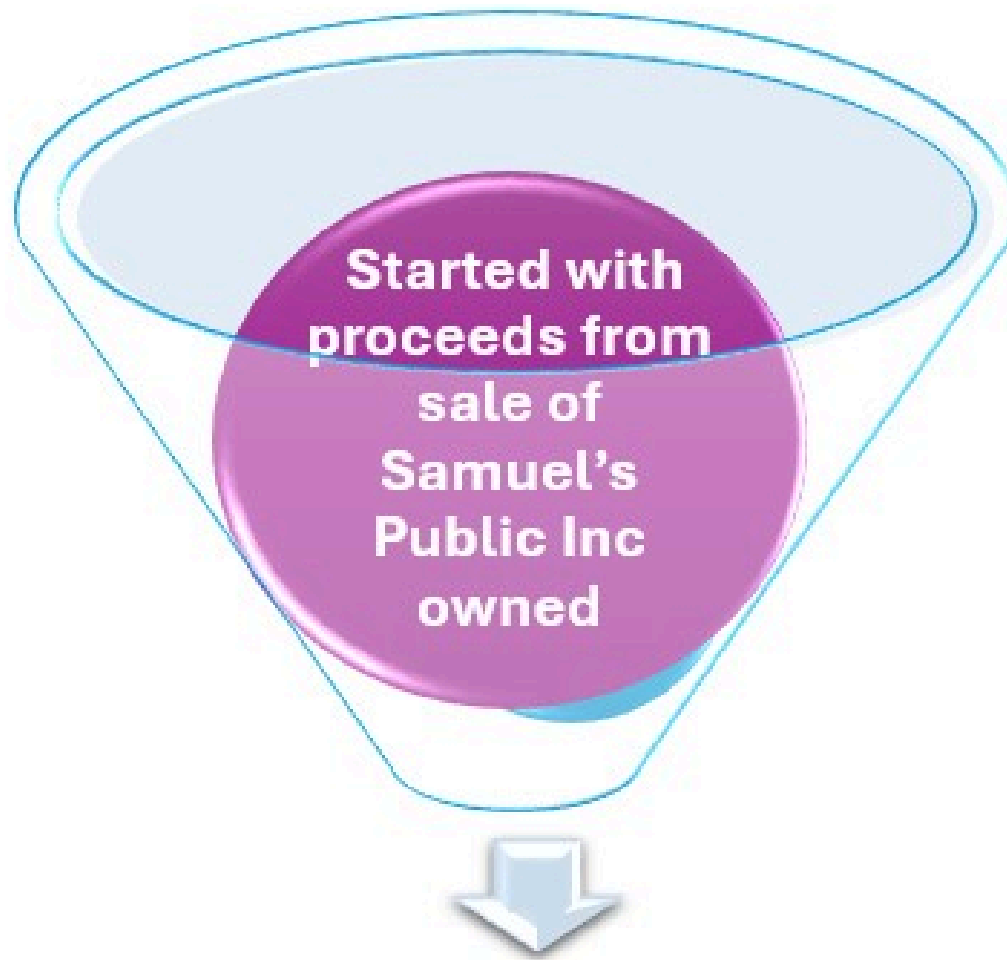 Started with
proceeds from
sale of
Samuel’s
Public Inc
owned